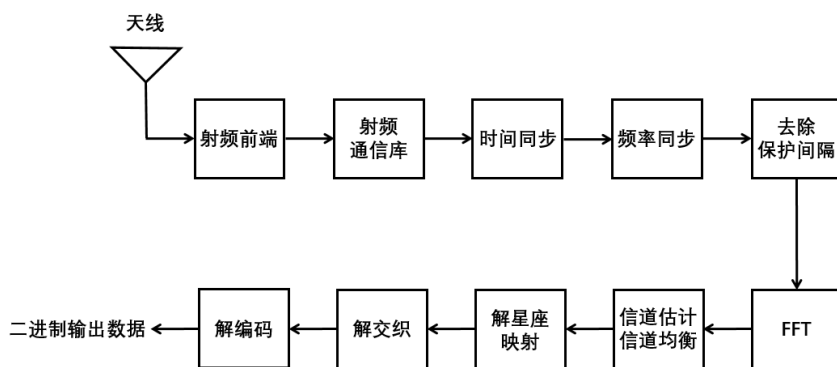 天线
射频前端
射频
通信库
时间同步
频率同步
去除
保护间隔
FFT
信道估计
信道均衡
解星座
映射
解交织
解编码
二进制输出数据